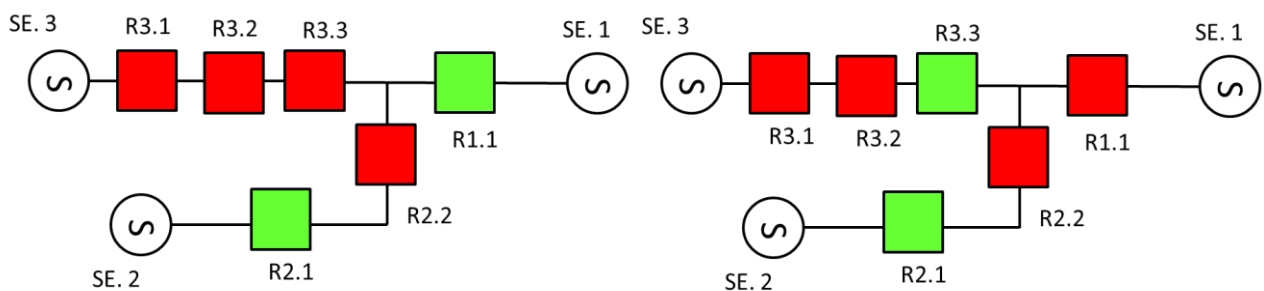 SE. 3
R3.1
R3.2
R3.3
SE. 1
S
S
R1.1
R2.2
S
R2.1
SE. 2
SE. 3
R3.3
SE. 1
S
S
R3.1
R3.2
R1.1
R2.2
S
R2.1
SE. 2